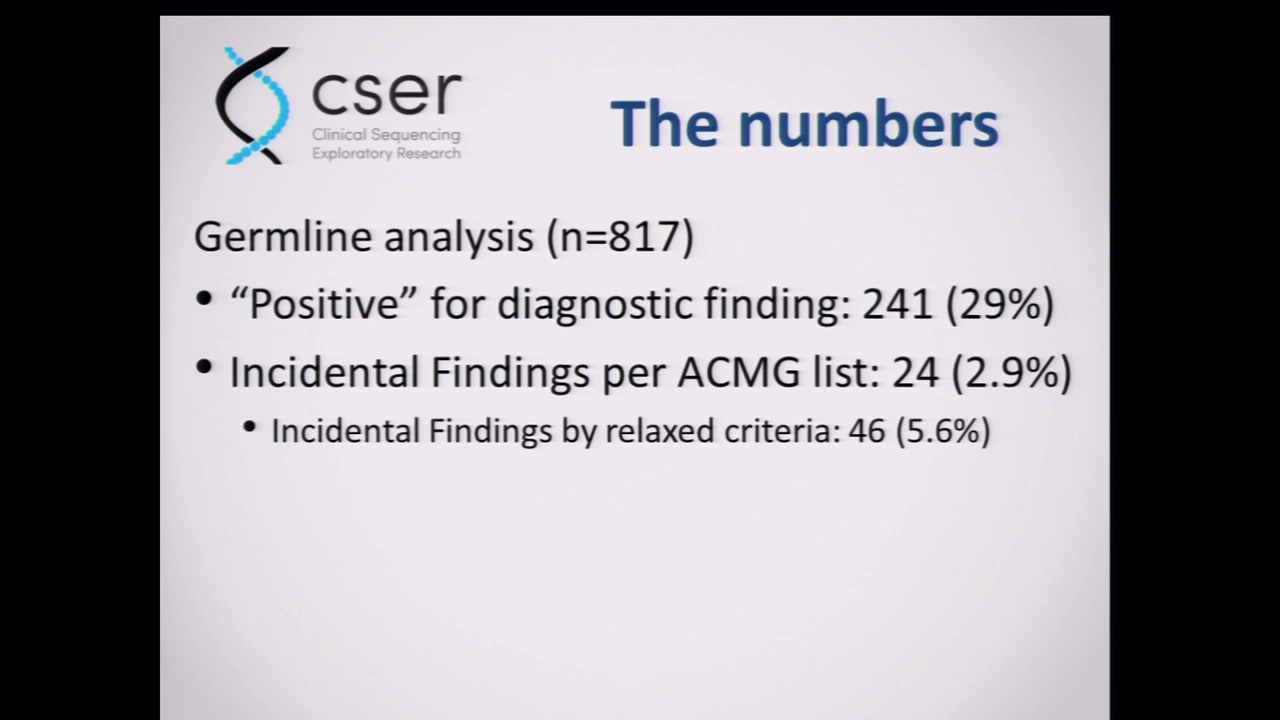 cser
Clinical Sequencing
Exploratory Research
The numbers
Germline analysis (n=817)
• “Positive” for diagnostic finding: 241 (29%)
• Incidental Findings per ACMG list: 24 (2.9%)
• Incidental Findings by relaxed criteria: 46 (5.6%)